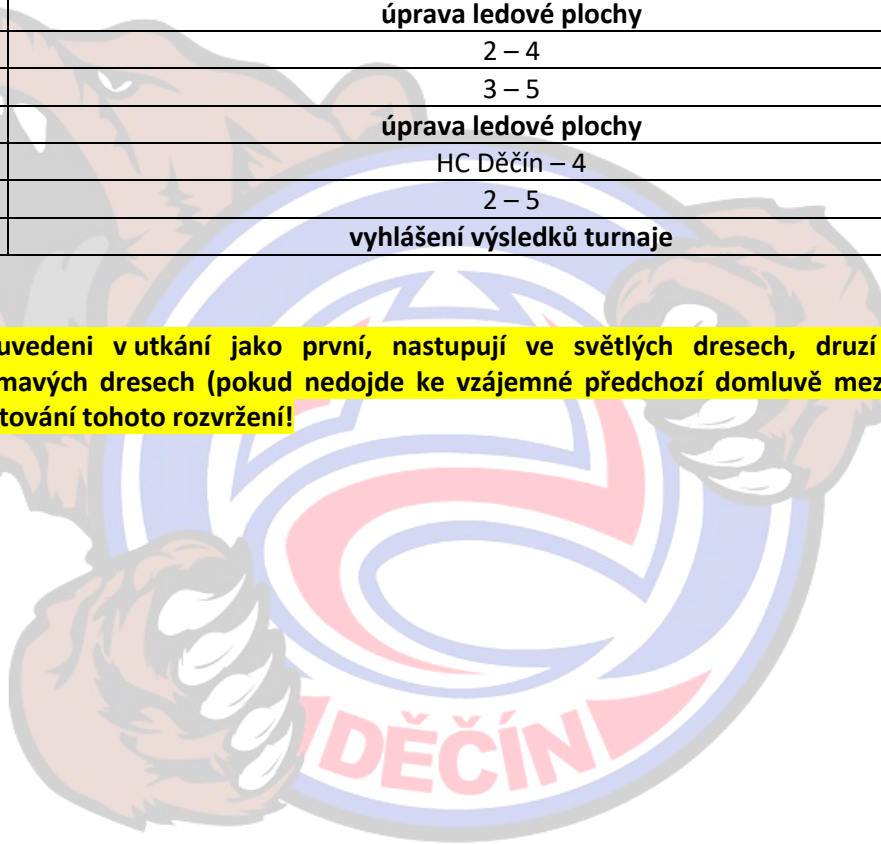 úprava ledové plochy
2 – 4
3 – 5
úprava ledové plochy
HC Děčín – 4
2 – 5
vyhlášení výsledků turnaje
uvedeni v utkání jako první, nastupují ve světlých dresech, druzí
mavých dresech (pokud nedojde ke vzájemné předchozí domluvě mez
tování tohoto rozvržení!
DĚČÍN